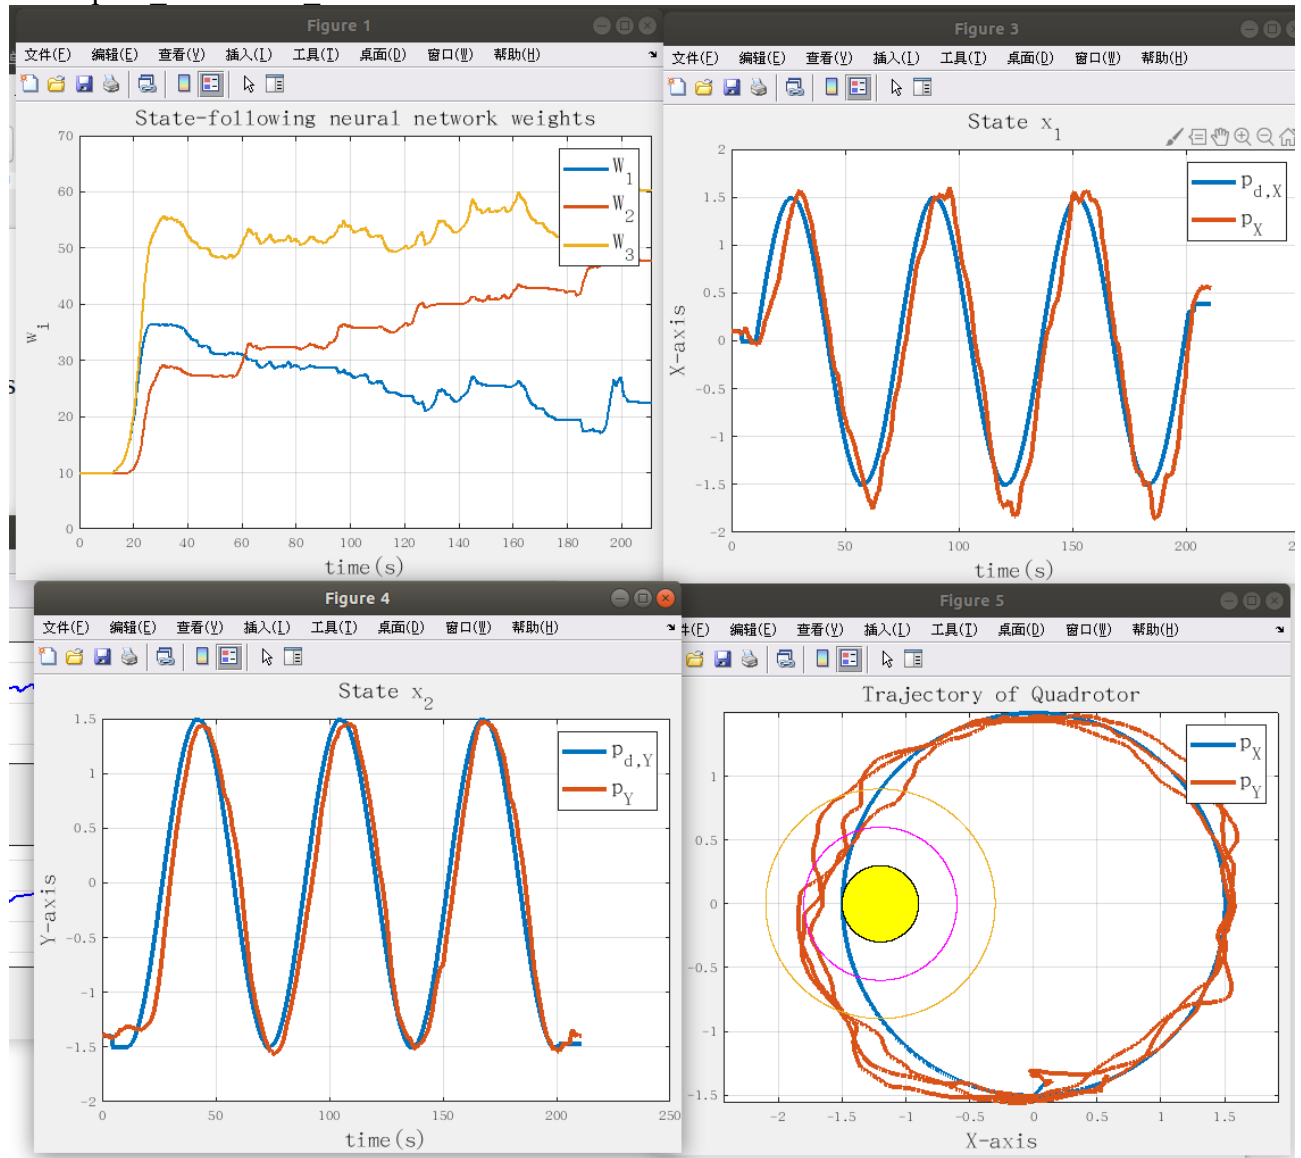 Figure 1
文件(F) 编辑(E) 查看(V) 插入(I) 工具(T) 桌面(D) 窗口(W) 帮助(H)
State-following neural network weights
W1
W2
W3
70
60
50
40
30
20
10
0
wi
0 20 40 60 80 100 120 140 160 180 200
time(s)
Figure 3
文件(F) 编辑(E) 查看(V) 插入(I) 工具(T) 桌面(D) 窗口(W) 帮助(H)
State x1
pd,X
pX
2
1.5
1
0.5
0
-0.5
-1
-1.5
-2
X-axis
0 50 100 150 200
time(s)
Figure 4
文件(F) 编辑(E) 查看(V) 插入(I) 工具(T) 桌面(D) 窗口(W) 帮助(H)
State x2
pd,Y
pY
1.5
1
0.5
0
-0.5
-1
-1.5
-2
Y-axis
0 50 100 150 200 250
time(s)
Figure 5
编辑(E) 查看(V) 插入(I) 工具(T) 桌面(D) 窗口(W) 帮助(H)
Trajectory of Quadrotor
pX
pY
1
0.5
0
-0.5
-1
-1.5
-2 -1.5 -1 -0.5 0 0.5 1 1.5
X-axis